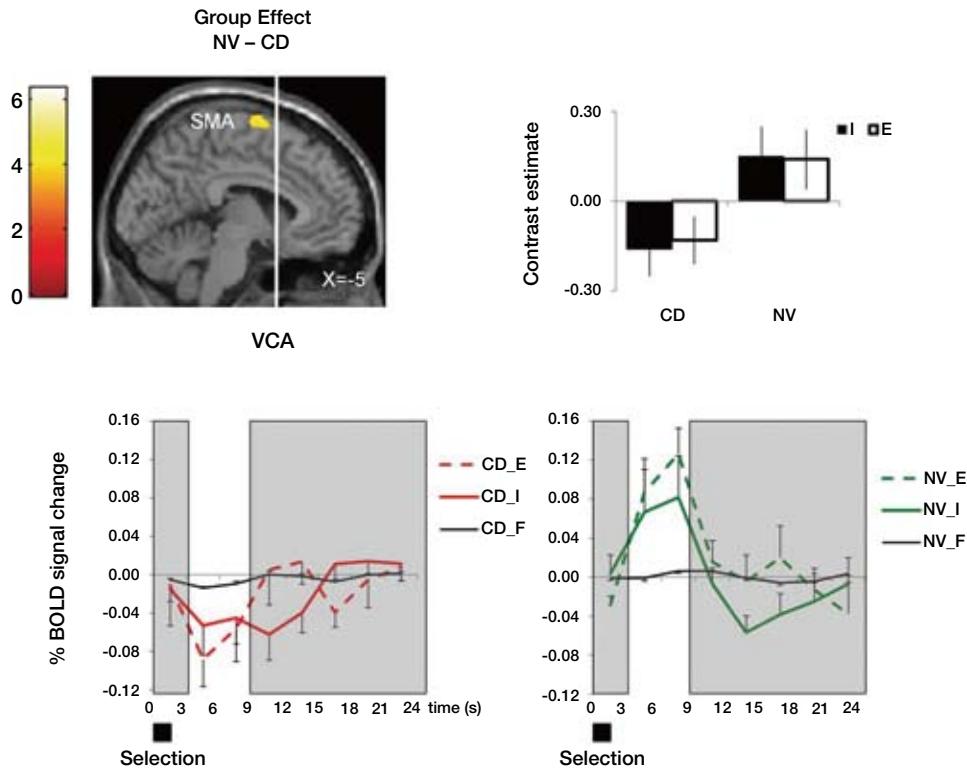 Group Effect
NV – CD
6
4
2
0
SMA
X=-5
VCA
Contrast estimate
0.30
0.00
-0.30
I E
CD NV
% BOLD signal change
0.16
0.12
0.08
0.04
0.00
-0.04
-0.08
-0.12
0 3 6 9 12 15 18 21 24 time (s)
CD_E
CD_I
CD_F
Selection
0.16
0.12
0.08
0.04
0.00
-0.04
-0.08
-0.12
0 3 6 9 12 15 18 21 24
NV_E
NV_I
NV_F
Selection